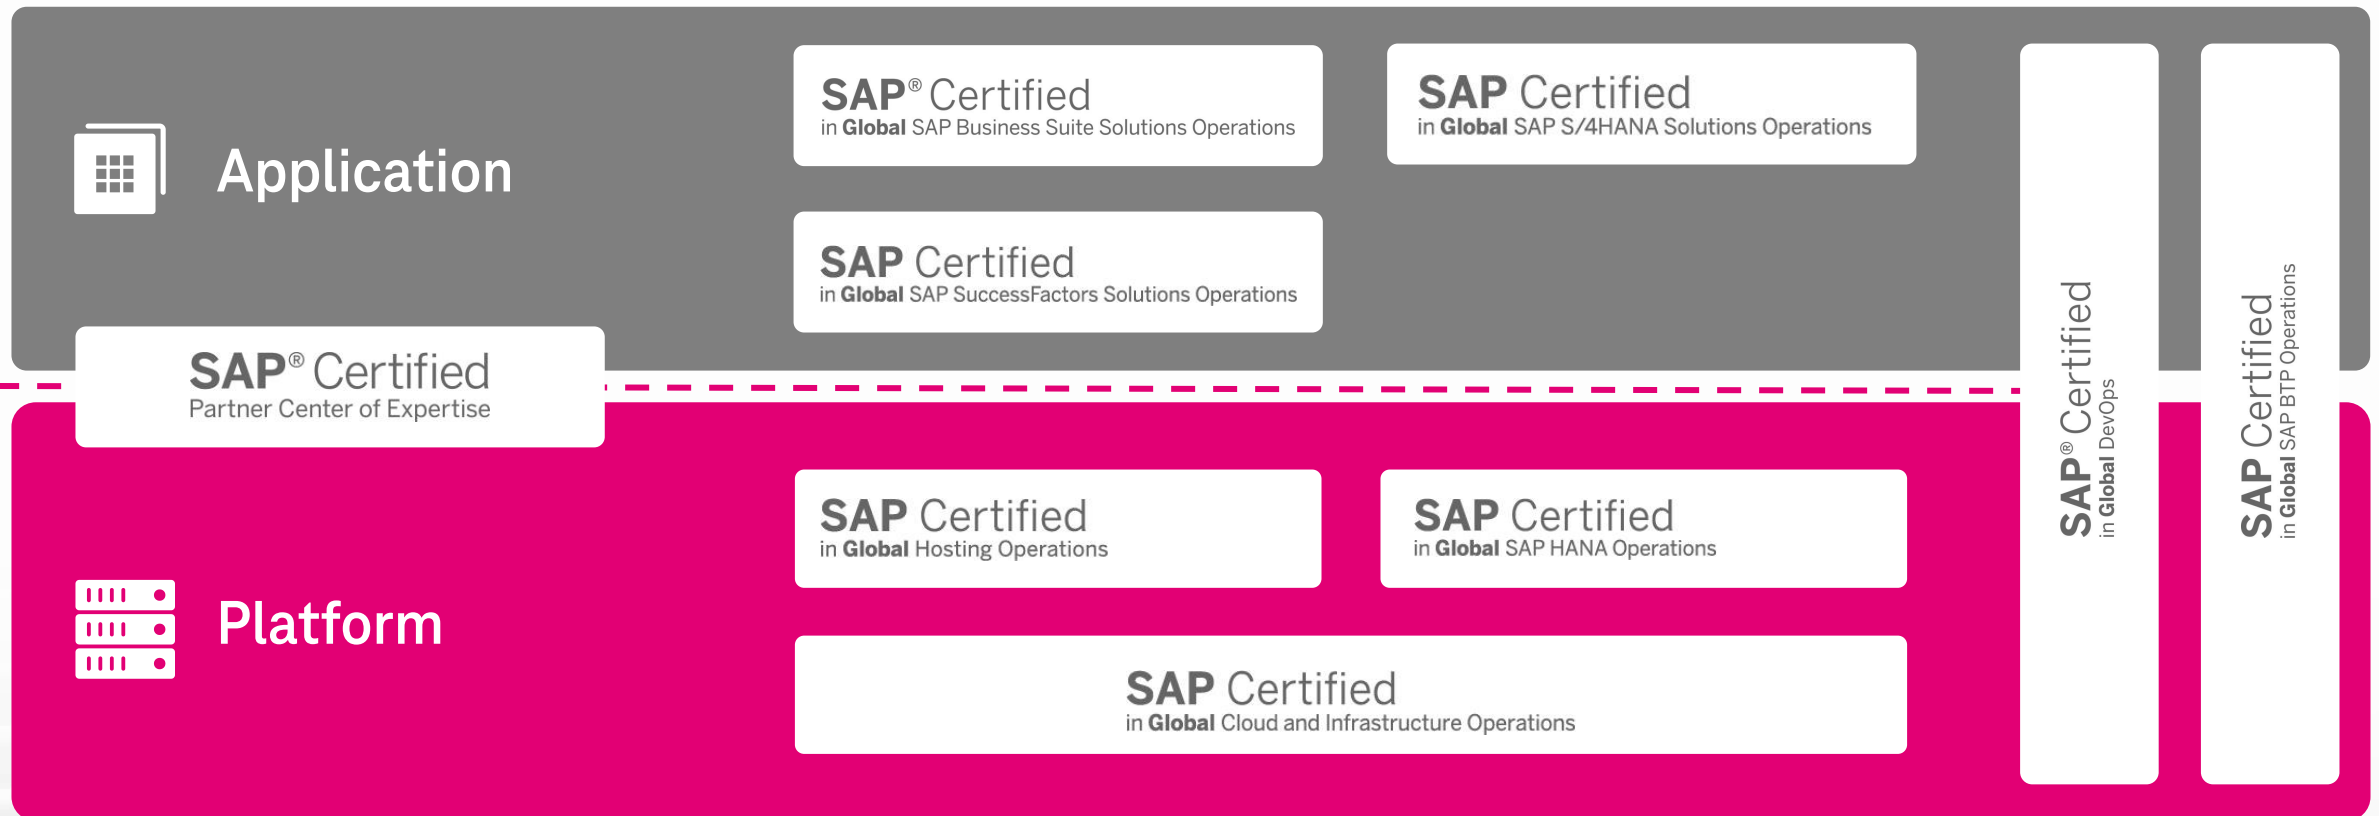 Application
SAP® Certified
in Global SAP Business Suite Solutions Operations
SAP Certified
in Global SAP S/4HANA Solutions Operations
SAP Certified
in Global SAP SuccessFactors Solutions Operations
SAP® Certified
Partner Center of Expertise
Platform
SAP Certified
in Global Hosting Operations
SAP Certified
in Global SAP HANA Operations
SAP Certified
in Global Cloud and Infrastructure Operations
SAP® Certified
in Global DevOps
SAP Certified
in Global SAP BTP Operations